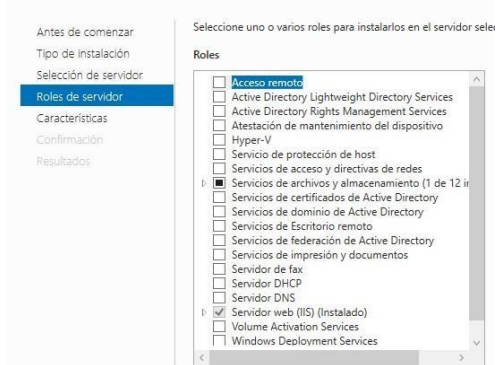 Antes de comenzar
Tipo de instalación
Selección de servidor
Roles de servidor
Características
Confirmación
Resultados
Seleccione uno o varios roles para instalarlos en el servidor sele
Roles
Acceso remoto
Active Directory Lightweight Directory Services
Active Directory Rights Management Services
Atestación de mantenimiento del dispositivo
Hyper-V
Servicio de protección de host
Servicios de acceso y directivas de redes
Servicios de archivos y almacenamiento (1 de 12 in
Servicios de certificados de Active Directory
Servicios de dominio de Active Directory
Servicios de Escritorio remoto
Servicios de federación de Active Directory
Servicios de impresión y documentos
Servidor de fax
Servidor DHCP
Servidor DNS
Servidor web (IIS) (Instalado)
Volume Activation Services
Windows Deployment Services